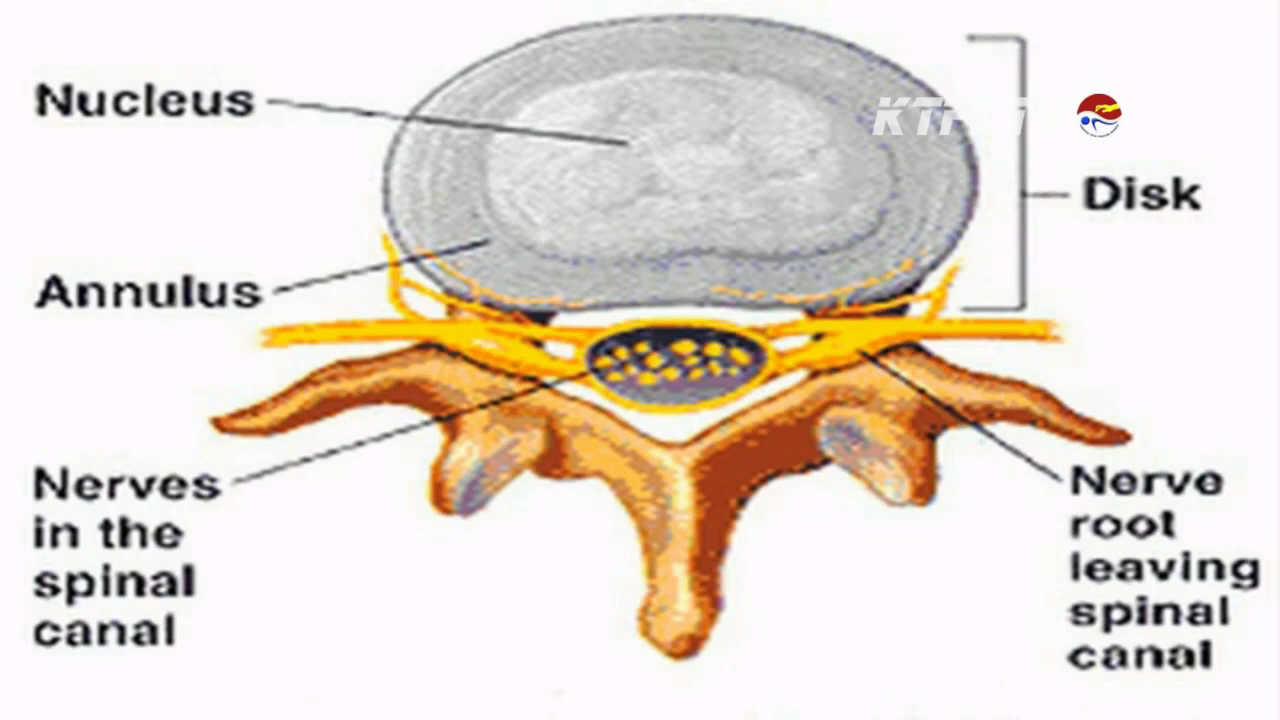 Nucleus
Disk
Annulus
Nerves
in the
spinal
canal
Nerve
root
leaving
spinal
canal